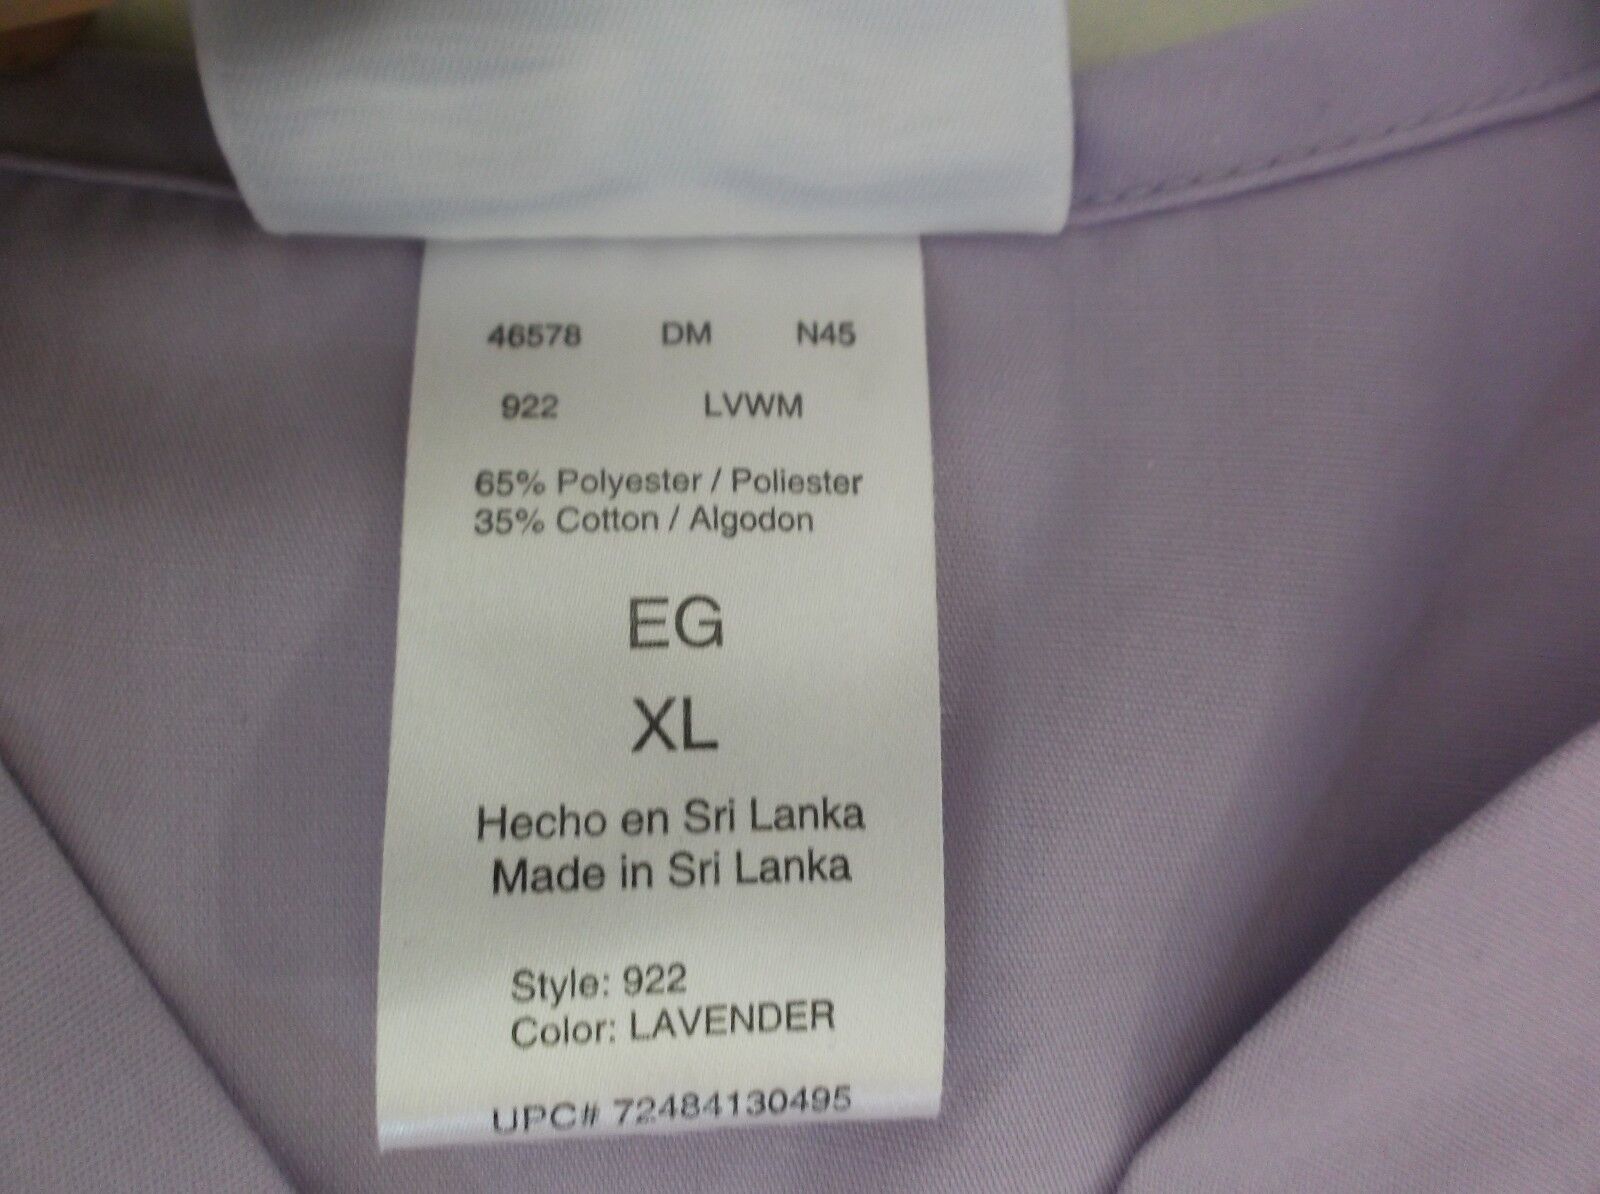 46578 DM N45
922 LVWM
65% Polyester / Poliester
35% Cotton / Algodon
EG
XL
Hecho en Sri Lanka
Made in Sri Lanka
Style: 922
Color: LAVENDER
UPC# 72484130495